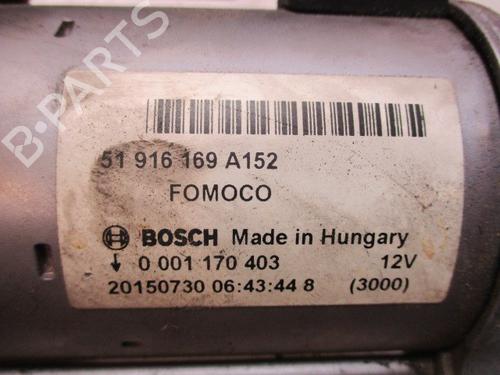 B-PARTS
51 916 169 A152
FOMOCO
BOSCH Made in Hungary
0 001 170 403 12V
20150730 06:43:44 8 (3000)